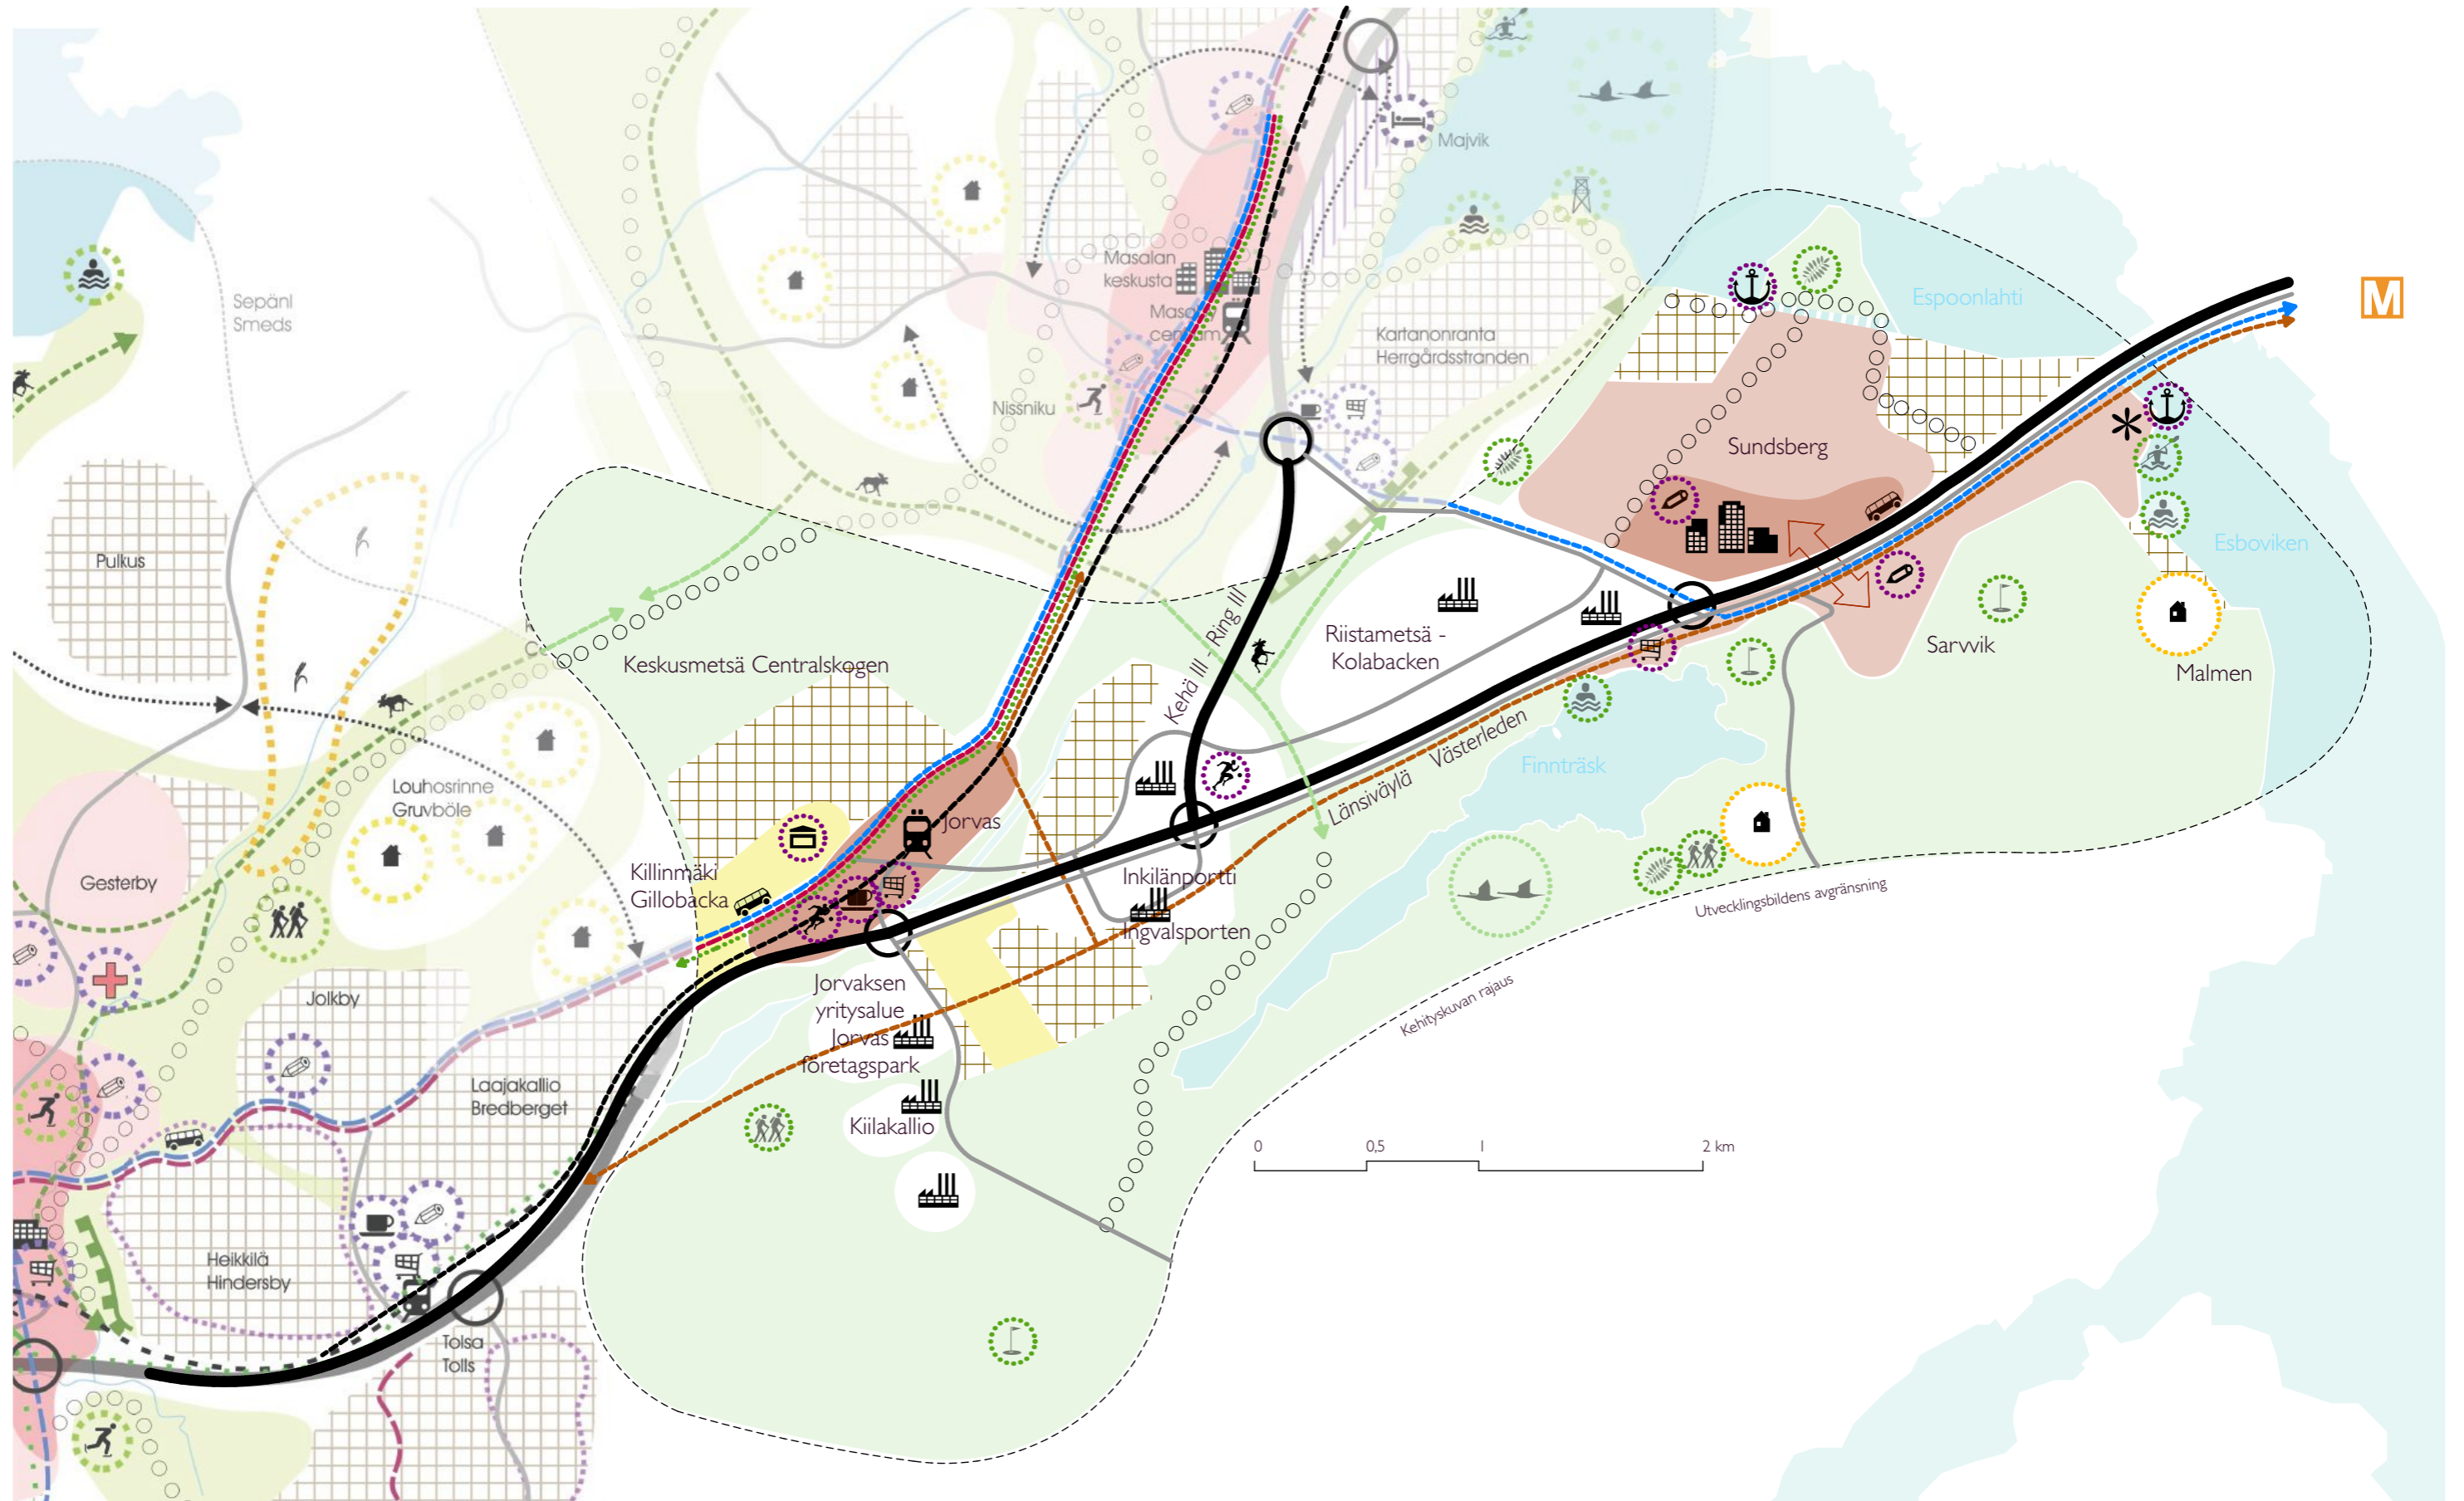 Majvik
Masalan
keskusta
Masa
centrum
Sepänl
Smeds
Espoonlahti
M
Kartanonranta
Herrgårdsstranden
Nissniku
Sundsberg
Pulkus
Esboviken
Kehä III - Ring III
Riistametsä -
Kolabacken
Sarvvik
Keskusmetsä Centralskogen
Malmen
Länsiväylä Västerleden
Finnträsk
Louhosrinne
Gruvböle
Jorvas
Gesterby
Killinmäki
Gillobacka
Inkilänportti
Ingvalsporten
Utvecklingsbildens avgränsning
Jolkby
Jorvaksen
yritysalue
Jorvas
företagspark
Kehityskuvan rajaus
Laajakallio
Bredberget
Kiilakallio
0 0,5 1 2 km
Heikkilä
Hindersby
Tolsa
Tolls